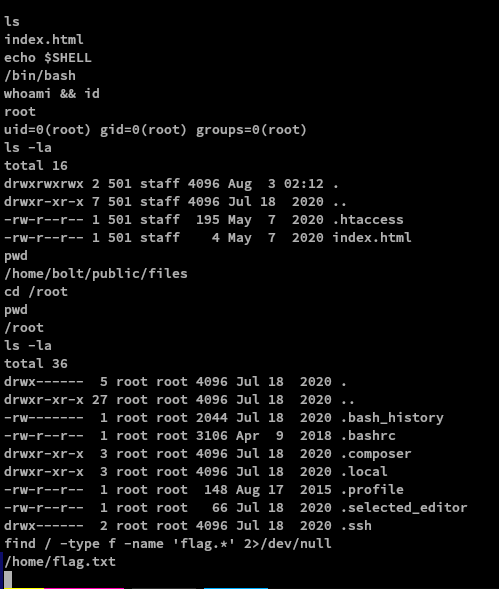 ls
index.html
echo $SHELL
/bin/bash
whoami && id
root
uid=0(root) gid=0(root) groups=0(root)
ls -la
total 16
drwxrwxrwx 2 501 staff 4096 Aug  3 02:12 .
drwxr-xr-x 7 501 staff 4096 Jul 18  2020 ..
-rw-r--r-- 1 501 staff  195 May  7  2020 .htaccess
-rw-r--r-- 1 501 staff    4 May  7  2020 index.html
pwd
/home/bolt/public/files
cd /root
pwd
/root
ls -la
total 36
drwx------  5 root root 4096 Jul 18  2020 .
drwxr-xr-x 27 root root 4096 Jul 18  2020 ..
-rw-------  1 root root 2044 Jul 18  2020 .bash_history
-rw-r--r--  1 root root 3106 Apr  9  2018 .bashrc
drwxr-xr-x  3 root root 4096 Jul 18  2020 .composer
drwxr-xr-x  3 root root 4096 Jul 18  2020 .local
-rw-r--r--  1 root root  148 Aug 17  2015 .profile
-rw-r--r--  1 root root   66 Jul 18  2020 .selected_editor
drwx------  2 root root 4096 Jul 18  2020 .ssh
find / -type f -name 'flag.*' 2>/dev/null
/home/flag.txt